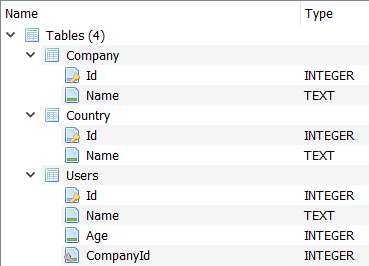 Name Type
Tables (4)
Company
Id INTEGER
Name TEXT
Country
Id INTEGER
Name TEXT
Users
Id INTEGER
Name TEXT
Age INTEGER
CompanyId INTEGER